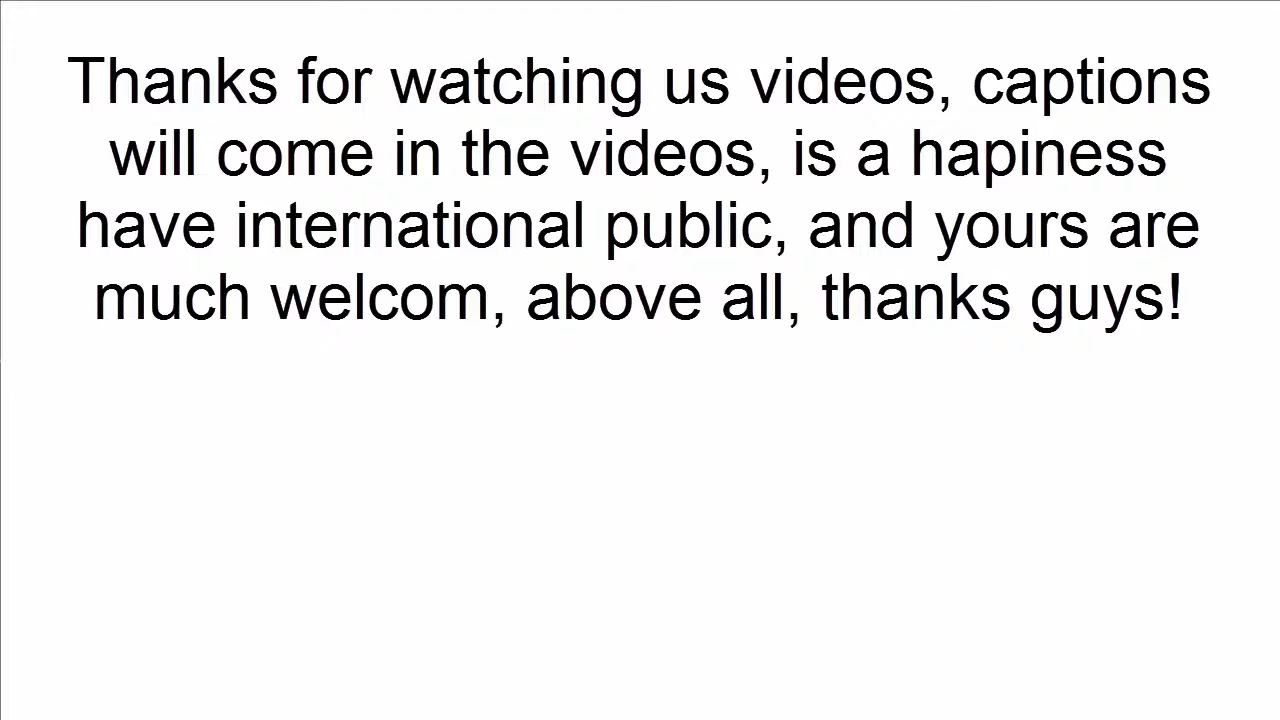 Thanks for watching us videos, captions
will come in the videos, is a hapiness
have international public, and yours are
much welcom, above all, thanks guys!